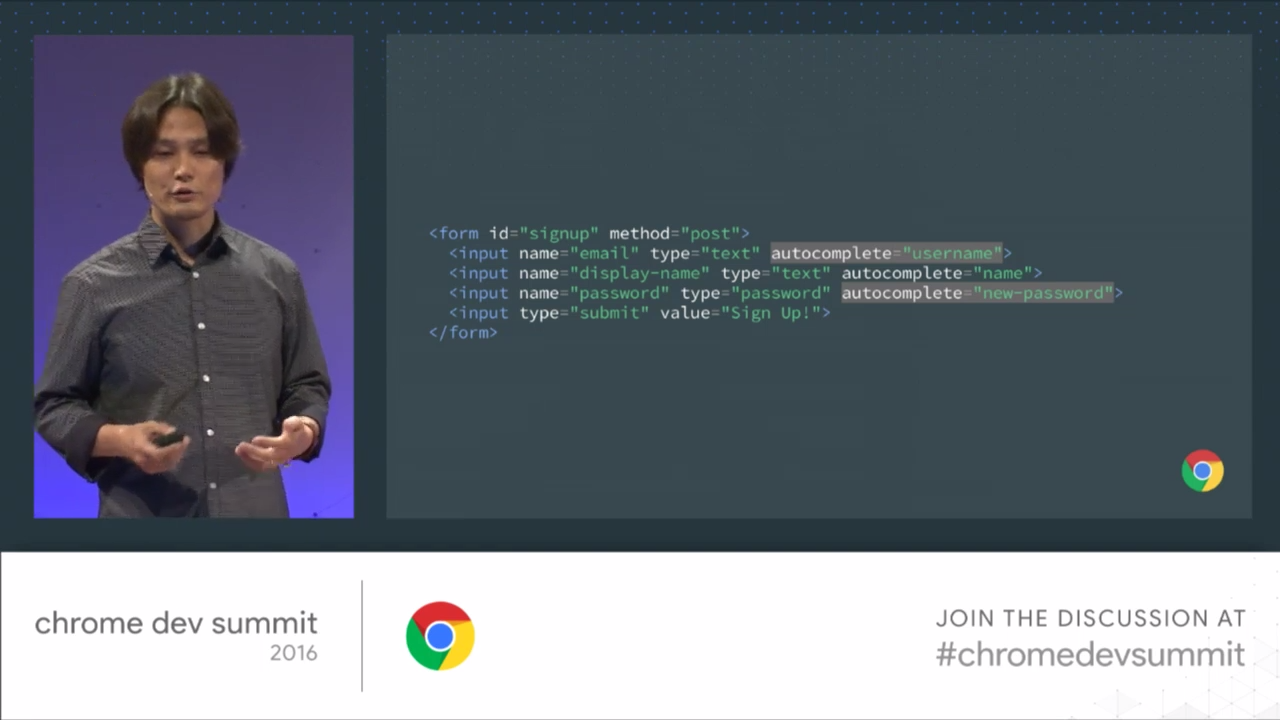 <form id="signup" method="post">
<input name="email" type="text" autocomplete="username">
<input name="display-name" type="text" autocomplete="name">
<input name="password" type="password" autocomplete="new-password">
<input type="submit" value="Sign Up!">
</form>
chrome dev summit
2016
JOIN THE DISCUSSION AT
#chromedevsummit